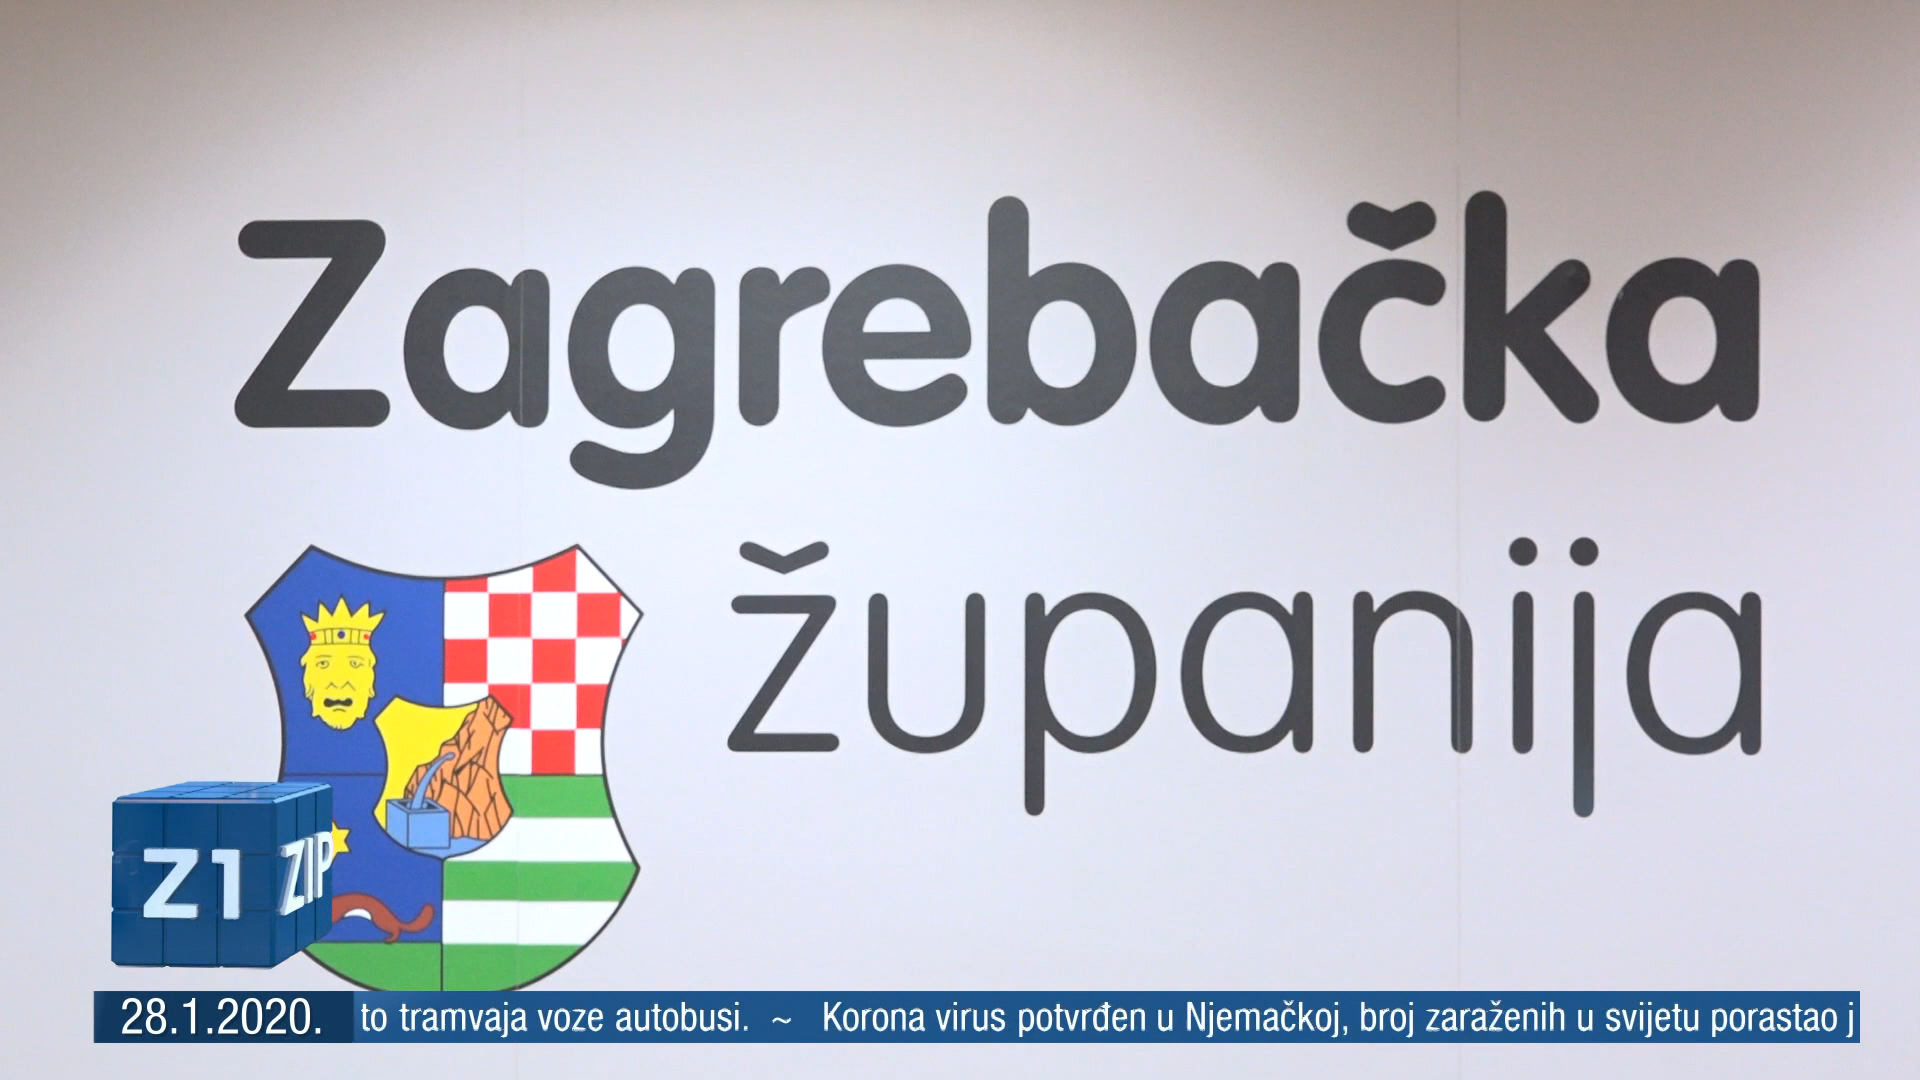 Zagrebačka
županija
Z1 ZIP
28.1.2020. to tramvaja voze autobusi. ~ Korona virus potvrđen u Njemačkoj, broj zaraženih u svijetu porastao j